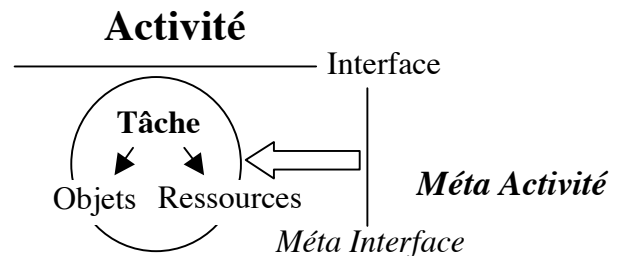 Activité
Interface
Tâche
Objets Ressources
Méta Activité
Méta Interface